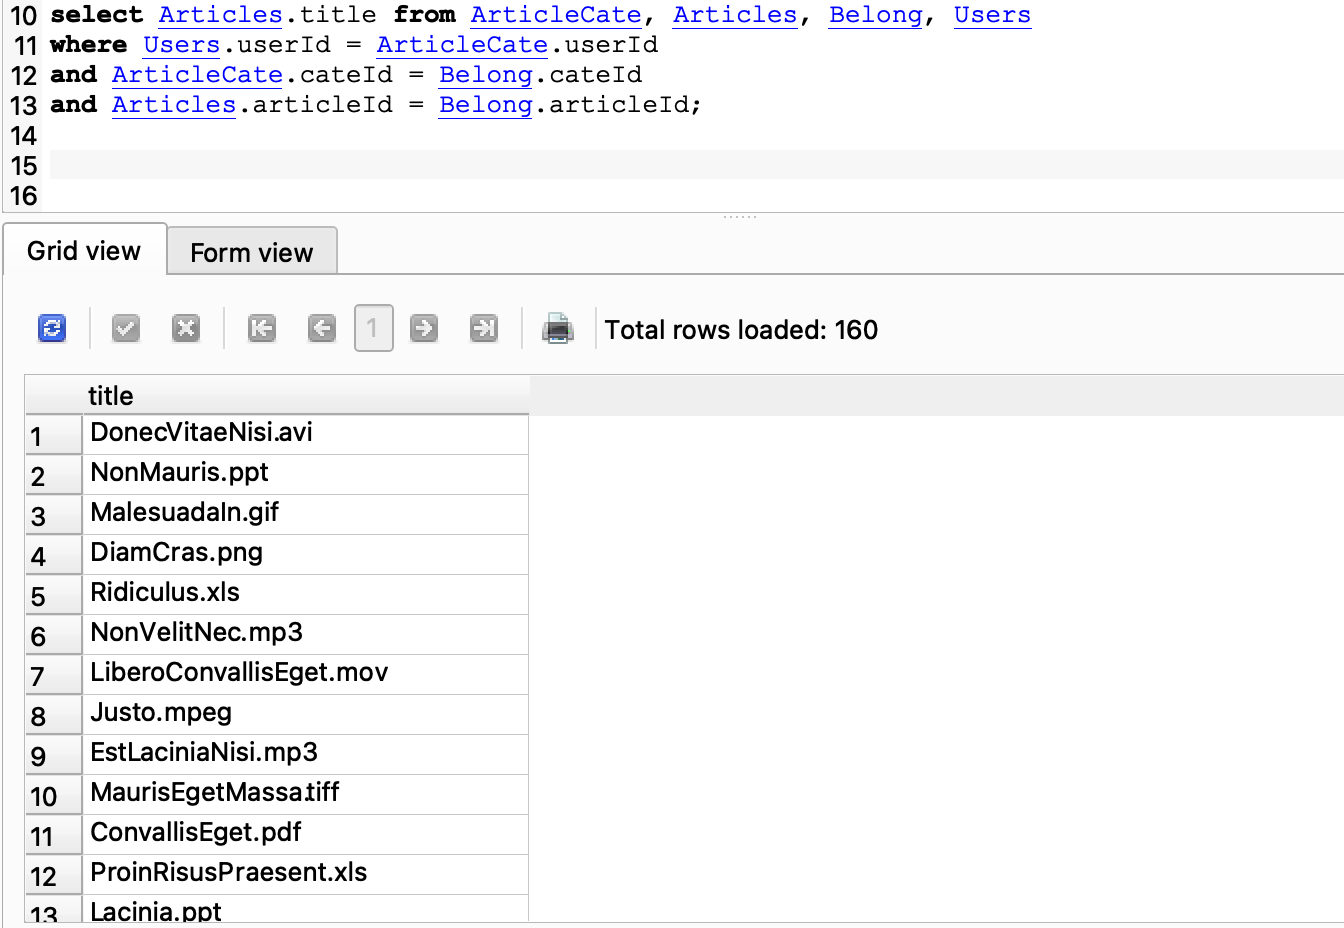 10 select Articles.title from ArticleCate, Articles, Belong, Users
11 where Users.userId = ArticleCate.userId
12 and ArticleCate.cateId = Belong.cateId
13 and Articles.articleId = Belong.articleId;
14
15
16
Grid view Form view
1 Total rows loaded: 160
title
1 DonecVitaeNisi.avi
2 NonMauris.ppt
3 MalesuadaIn.gif
4 DiamCras.png
5 Ridiculus.xls
6 NonVelitNec.mp3
7 LiberoConvallisEget.mov
8 Justo.mpeg
9 EstLaciniaNisi.mp3
10 MaurisEgetMassa.tiff
11 ConvallisEget.pdf
12 ProinRisusPraesent.xls
13 Lacinia.ppt